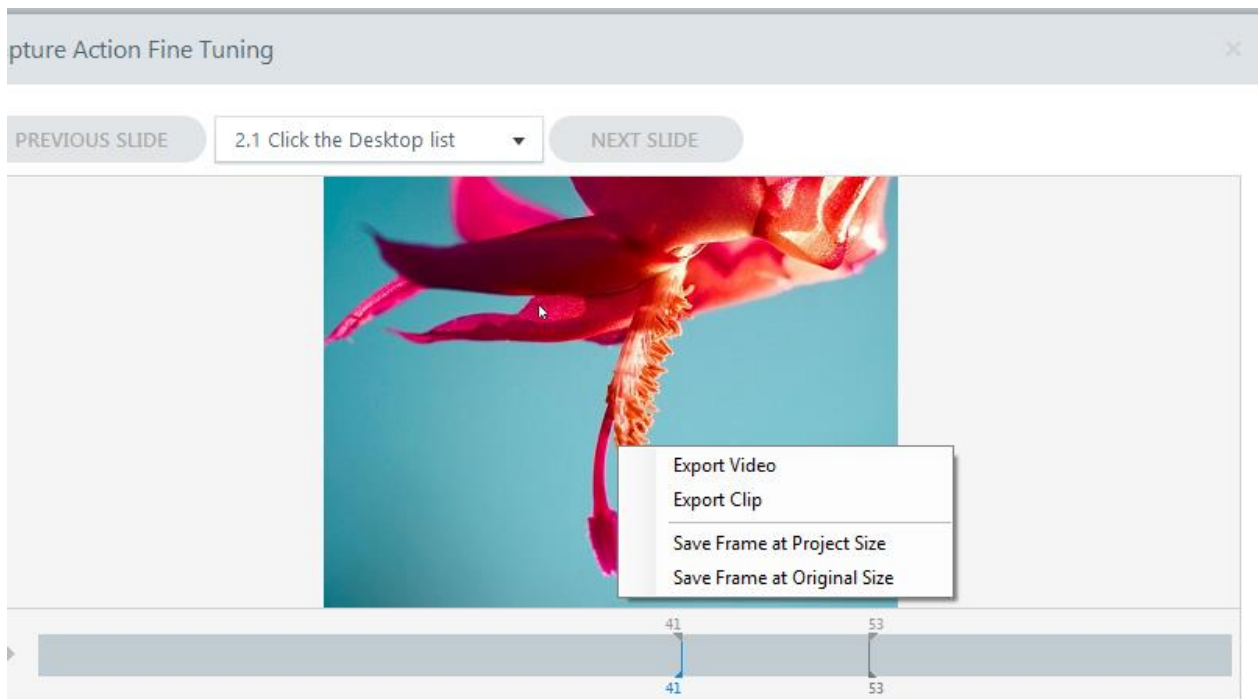 pture Action Fine Tuning
PREVIOUS SLIDE
2.1 Click the Desktop list
NEXT SLIDE
Export Video
Export Clip
Save Frame at Project Size
Save Frame at Original Size
41 53
41 53